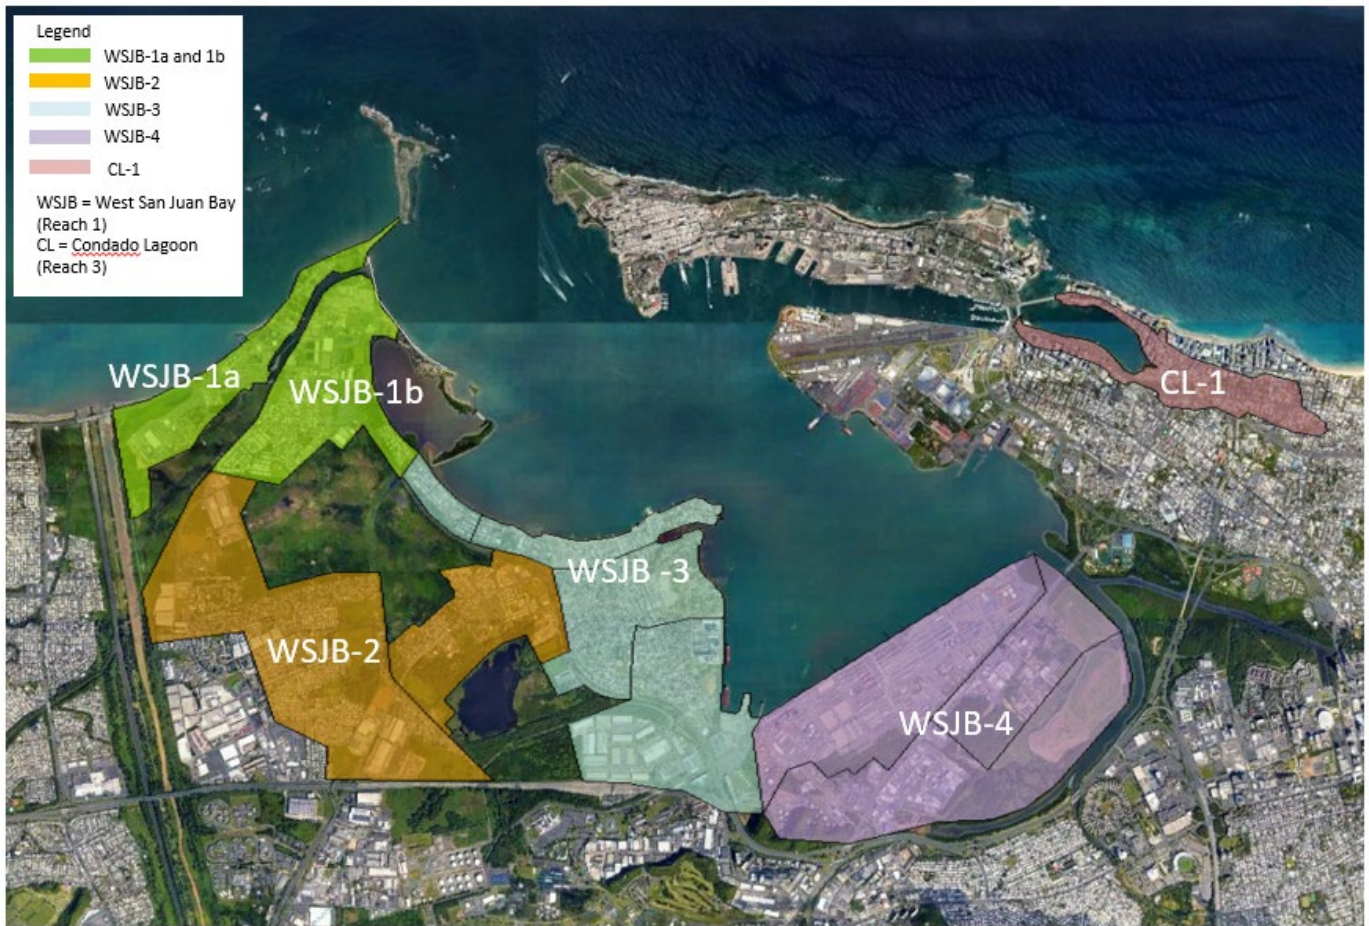 Legend
WSJB-1a and 1b
WSJB-2
WSJB-3
WSJB-4
CL-1
WSJB = West San Juan Bay
(Reach 1)
CL = Condado Lagoon
(Reach 3)
WSJB-1a
WSJB-1b
CL-1
WSJB -3
WSJB-2
WSJB-4